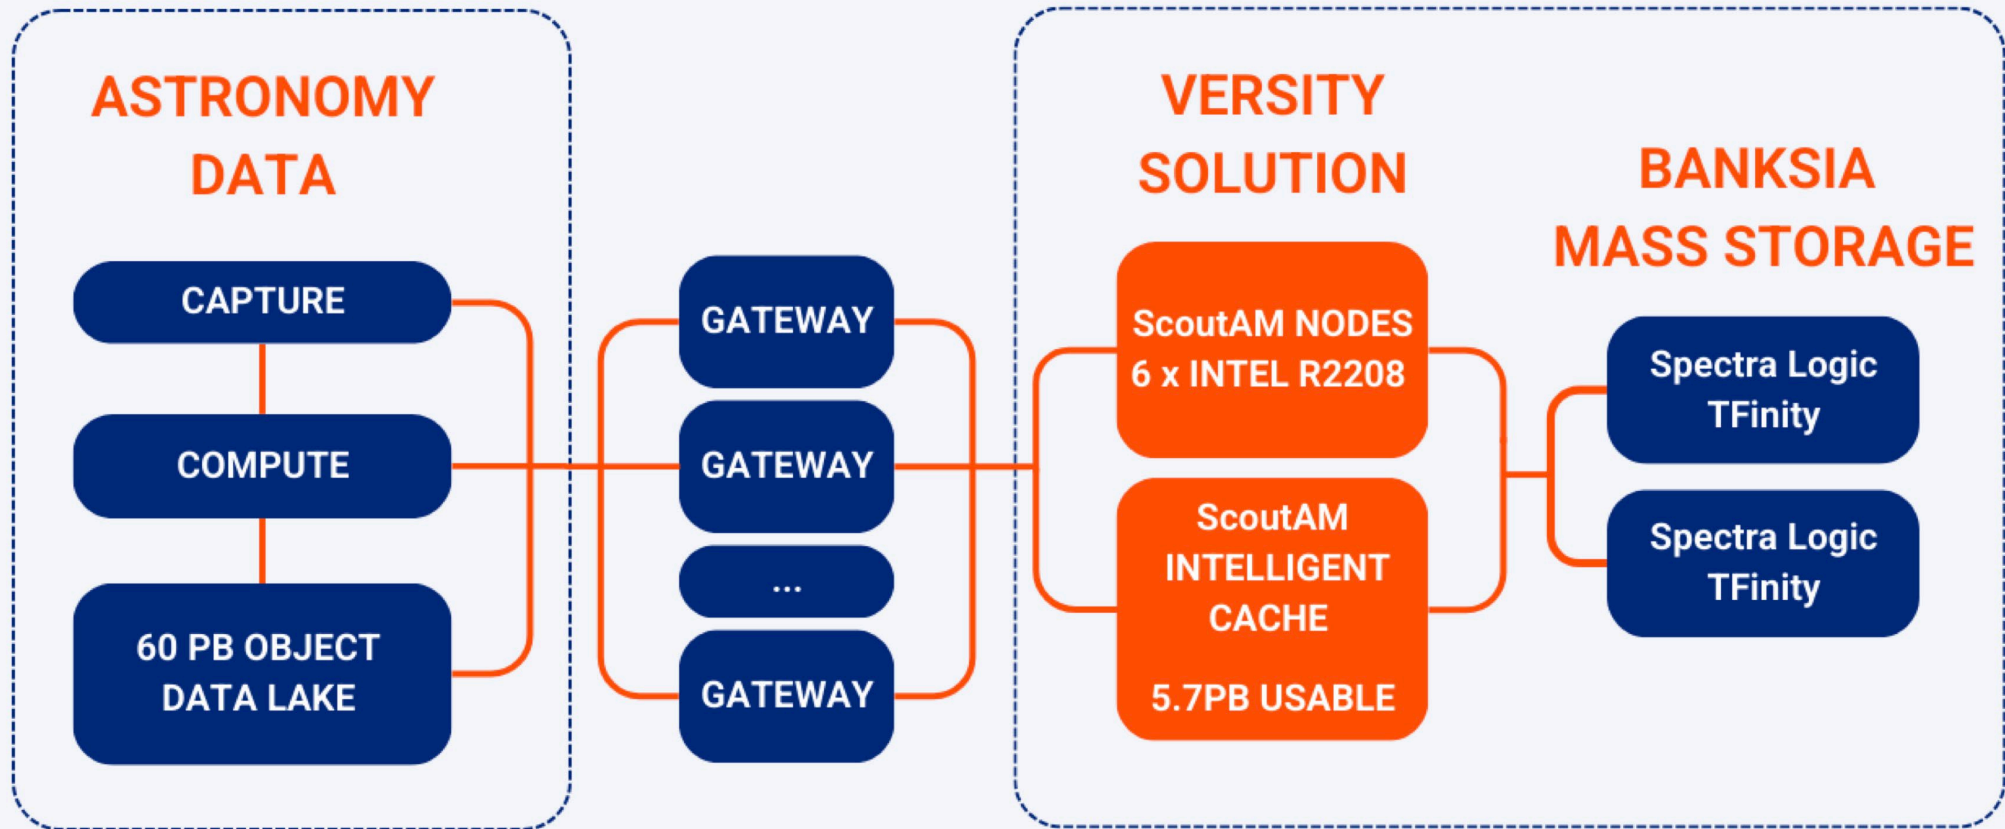 ASTRONOMY
DATA
CAPTURE
COMPUTE
60 PB OBJECT
DATA LAKE
GATEWAY
GATEWAY
...
GATEWAY
VERSITY
SOLUTION
ScoutAM NODES
6 x INTEL R2208
ScoutAM
INTELLIGENT
CACHE
5.7PB USABLE
BANKSIA
MASS STORAGE
Spectra Logic
TFinity
Spectra Logic
TFinity